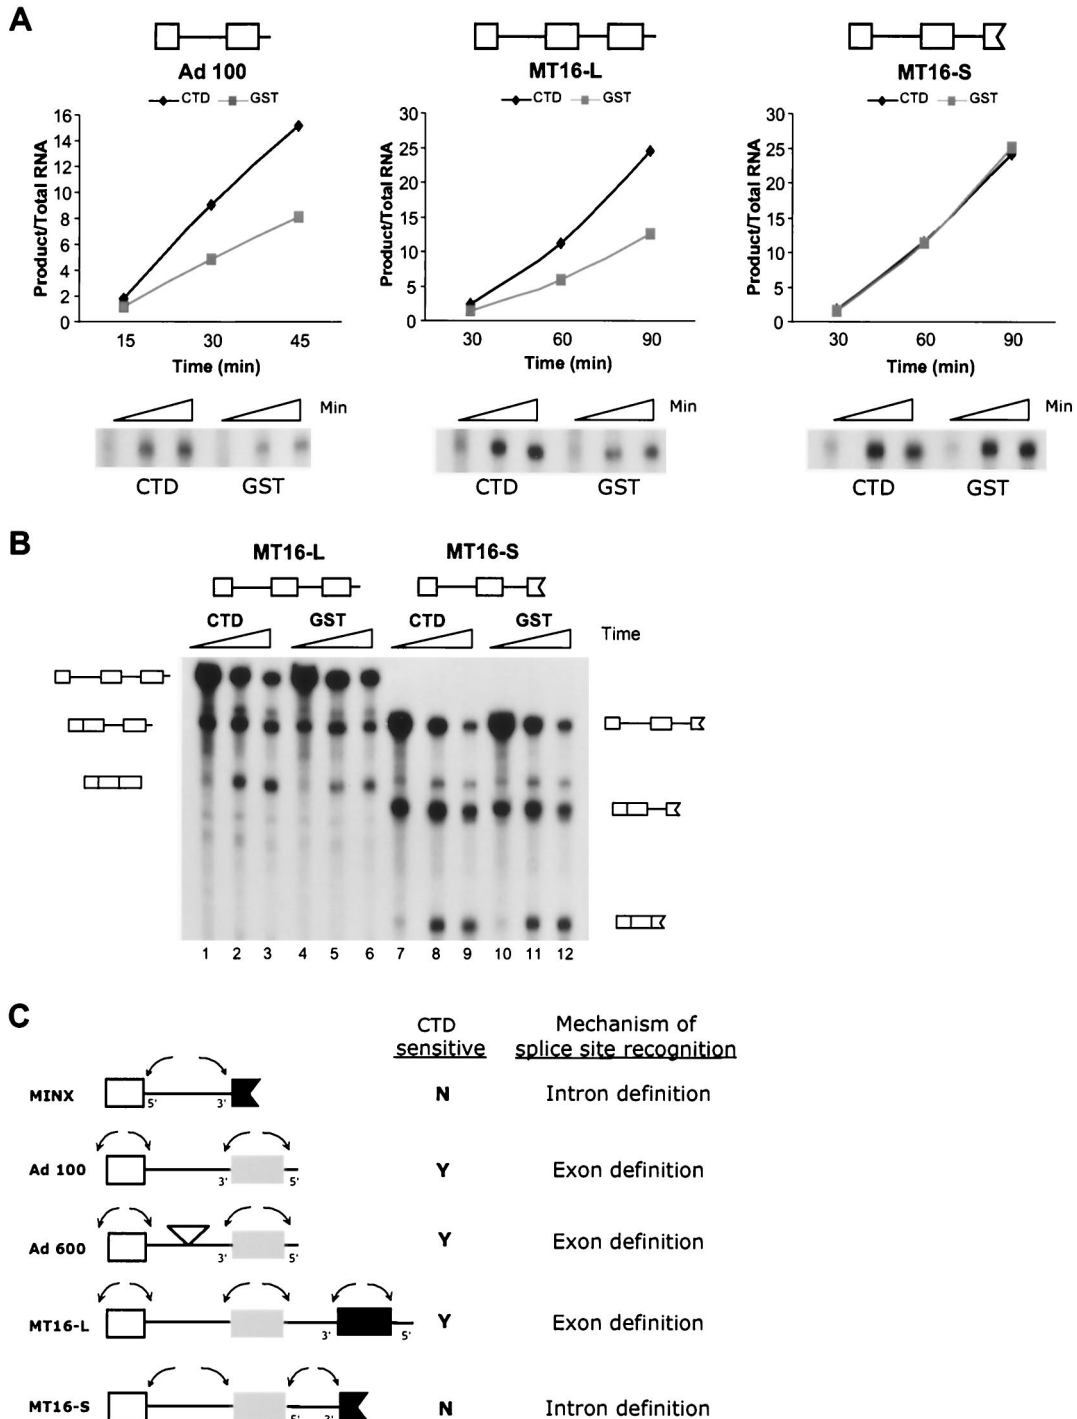 A
Ad 100
CTD GST
Product/Total RNA
16
14
12
10
8
6
4
2
0
15 30 45
Time (min)
Min
CTD GST
MT16-L
CTD GST
Product/Total RNA
30
25
20
15
10
5
0
30 60 90
Time (min)
Min
CTD GST
MT16-S
CTD GST
Product/Total RNA
30
25
20
15
10
5
0
30 60 90
Time (min)
Min
CTD GST
B
MT16-L MT16-S
CTD GST CTD GST Time
1 2 3 4 5 6 7 8 9 10 11 12
C
CTD sensitive
Mechanism of splice site recognition
MINX 5' 3' N Intron definition
Ad 100 3' 5' Y Exon definition
Ad 600 3' 5' Y Exon definition
MT16-L 3' 5' Y Exon definition
MT16-S 5' 3' N Intron definition